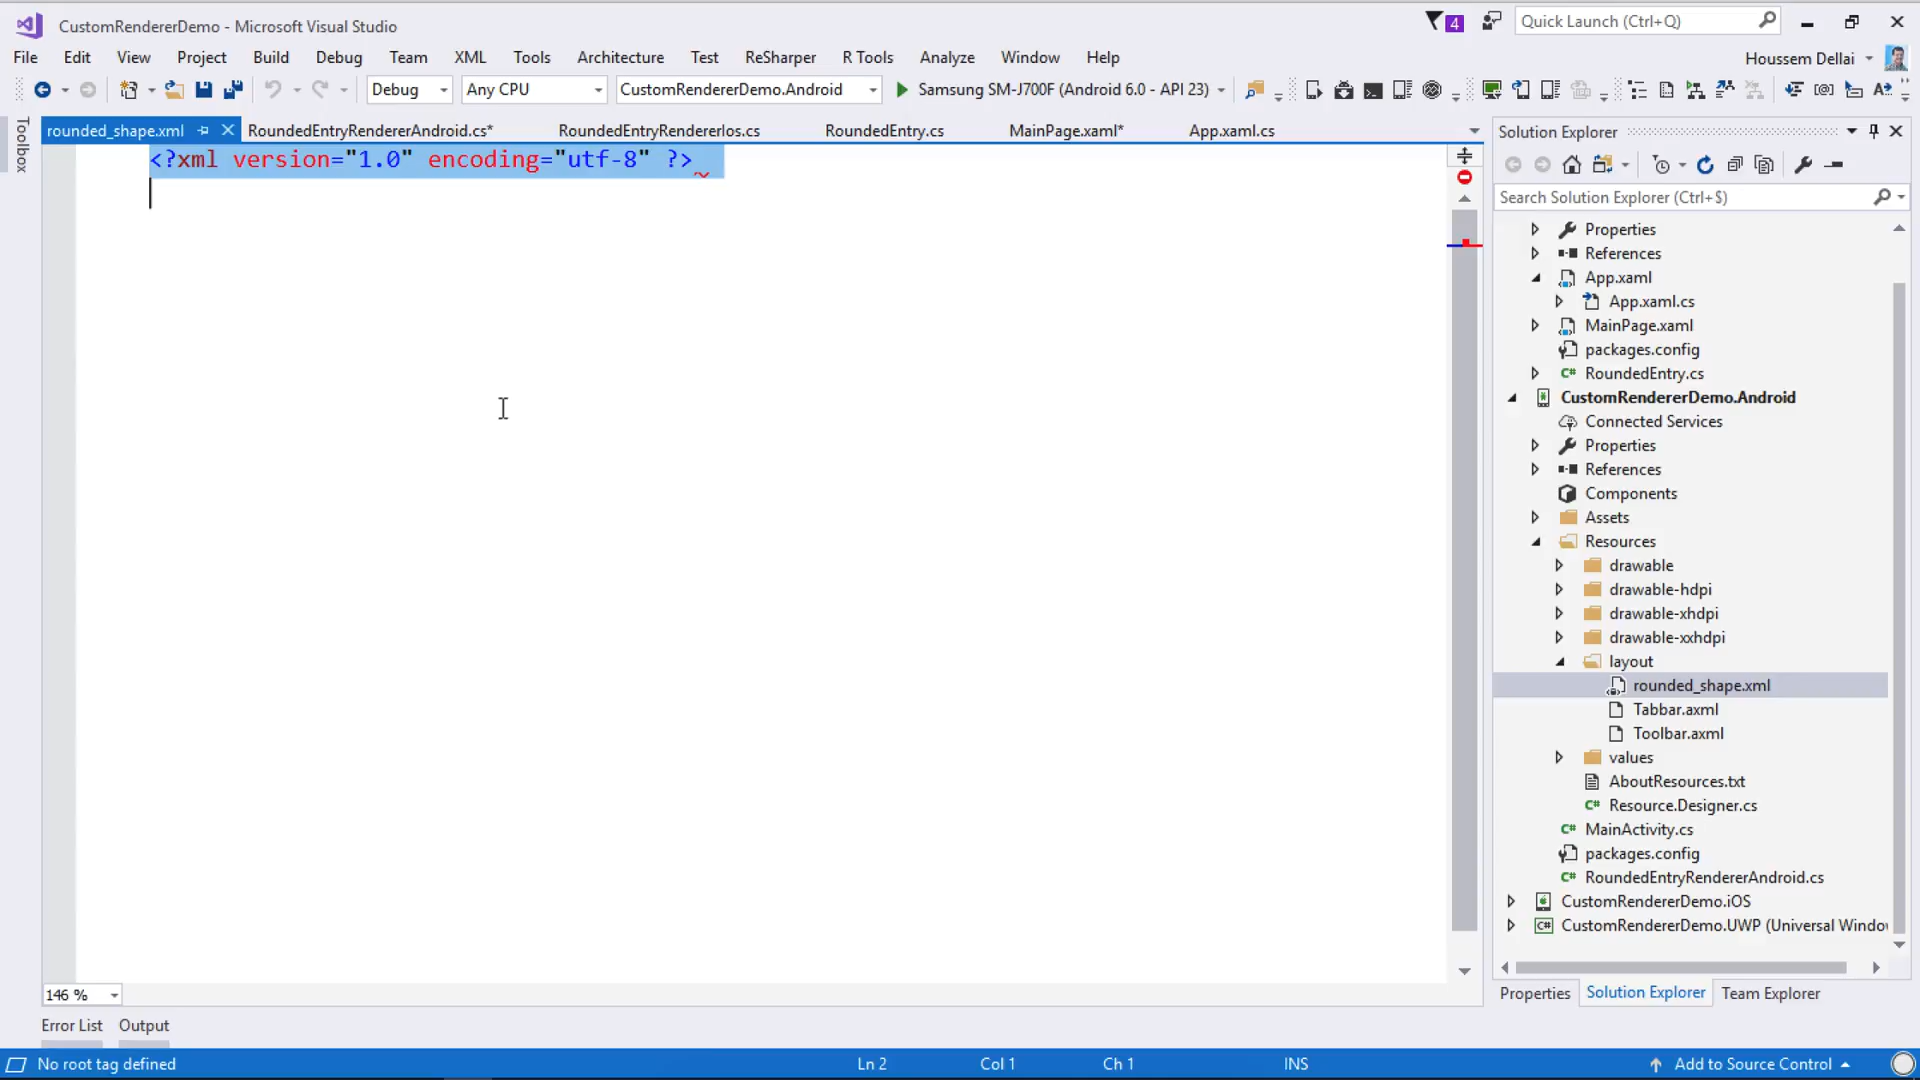 CustomRendererDemo - Microsoft Visual Studio
4
Quick Launch (Ctrl+Q)
File Edit View Project Build Debug Team XML Tools Architecture Test ReSharper R Tools Analyze Window Help
Houssem Dellai
Debug Any CPU CustomRendererDemo.Android Samsung SM-J700F (Android 6.0 - API 23)
Toolbox
rounded_shape.xml RoundedEntryRendererAndroid.cs* RoundedEntryRendererIos.cs RoundedEntry.cs MainPage.xaml* App.xaml.cs
<?xml version="1.0" encoding="utf-8" ?>
Solution Explorer
Search Solution Explorer (Ctrl+$)
Properties
References
App.xaml
App.xaml.cs
MainPage.xaml
packages.config
C# RoundedEntry.cs
CustomRendererDemo.Android
Connected Services
Properties
References
Components
Assets
Resources
drawable
drawable-hdpi
drawable-xhdpi
drawable-xxhdpi
layout
rounded_shape.xml
Tabbar.axml
Toolbar.axml
values
AboutResources.txt
C# Resource.Designer.cs
C# MainActivity.cs
packages.config
C# RoundedEntryRendererAndroid.cs
CustomRendererDemo.iOS
C# CustomRendererDemo.UWP (Universal Windo
146 %
Properties Solution Explorer Team Explorer
Error List Output
No root tag defined Ln 2 Col 1 Ch 1 INS Add to Source Control